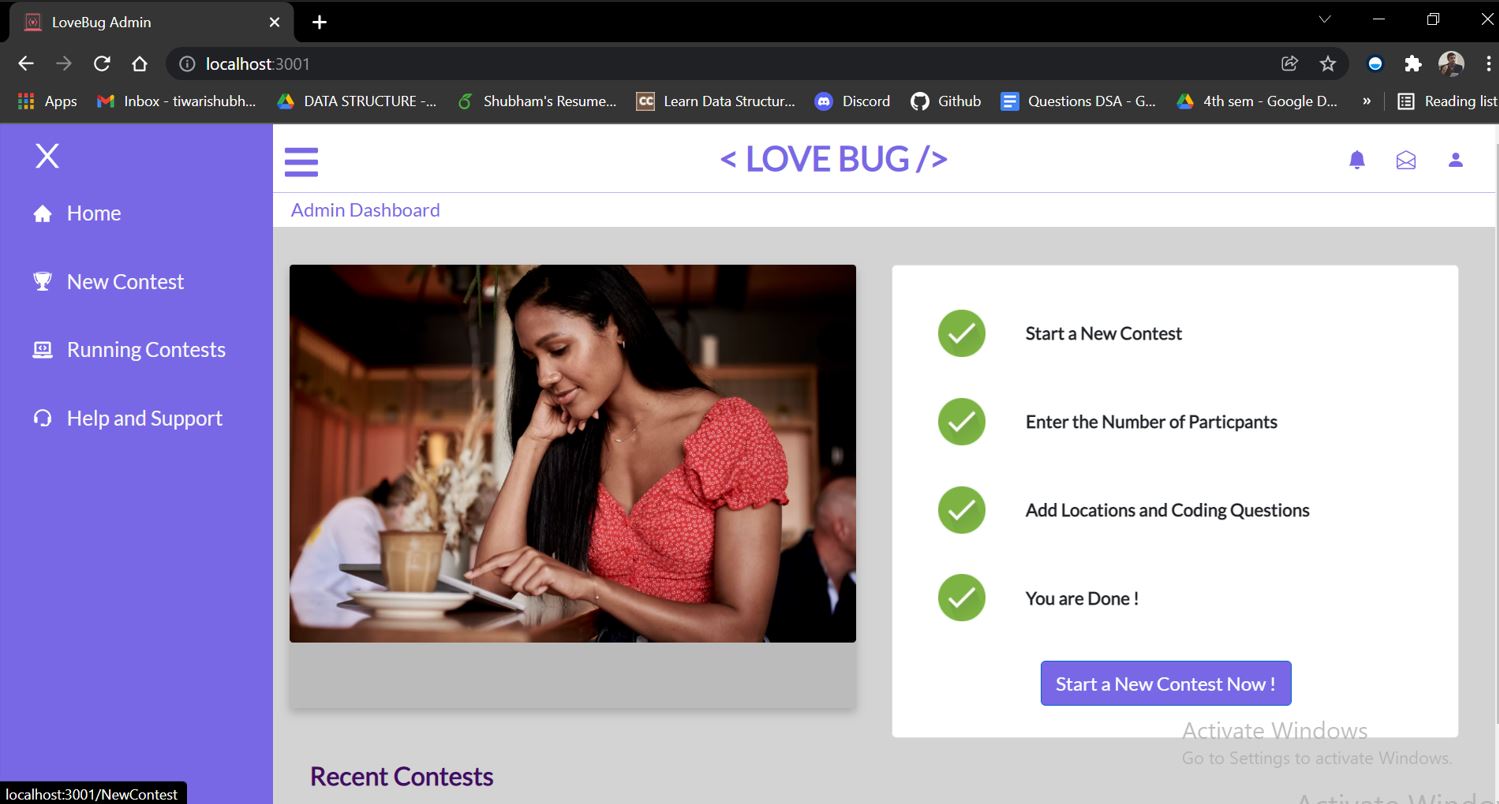 LoveBug Admin
localhost:3001
Apps
Inbox - tiwarishubh...
DATA STRUCTURE -...
Shubham's Resume...
CC
Learn Data Structur...
Discord
Github
Questions DSA - G...
4th sem - Google D...
»
Reading list
X
< LOVE BUG />
Home
Admin Dashboard
New Contest
Running Contests
Help and Support
Start a New Contest
Enter the Number of Particpants
Add Locations and Coding Questions
You are Done !
Start a New Contest Now !
Activate Windows
Go to Settings to activate Windows.
Recent Contests
localhost:3001/NewContest
Activate